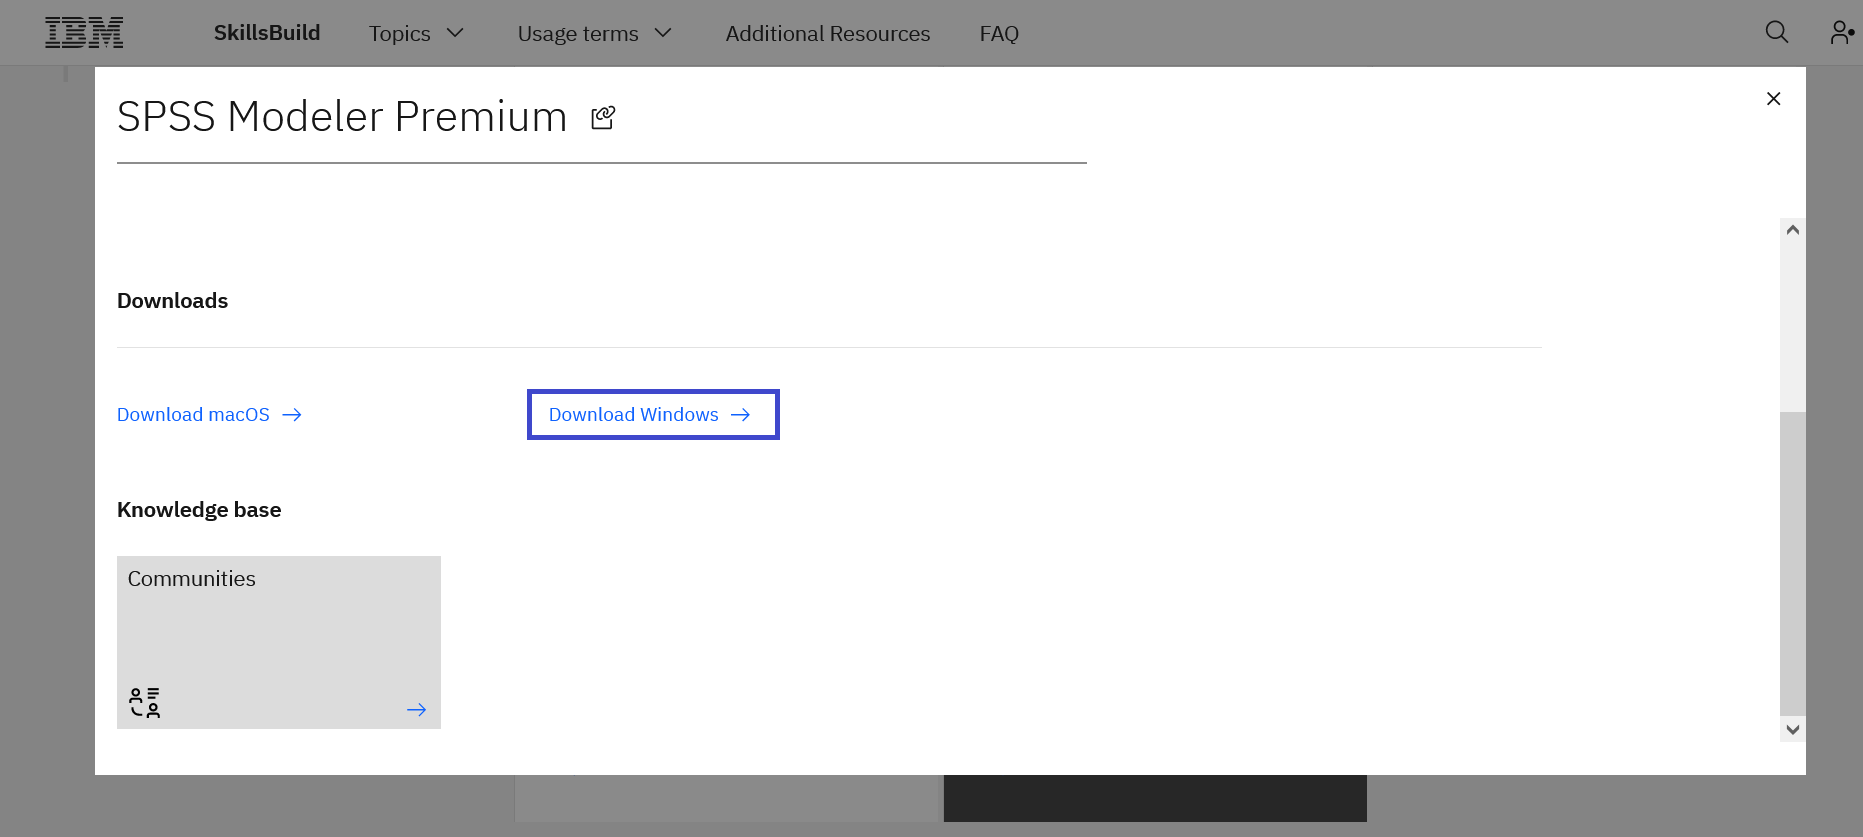 IBM SkillsBuild Topics Usage terms Additional Resources FAQ
SPSS Modeler Premium
Downloads
Download macOS Download Windows
Knowledge base
Communities